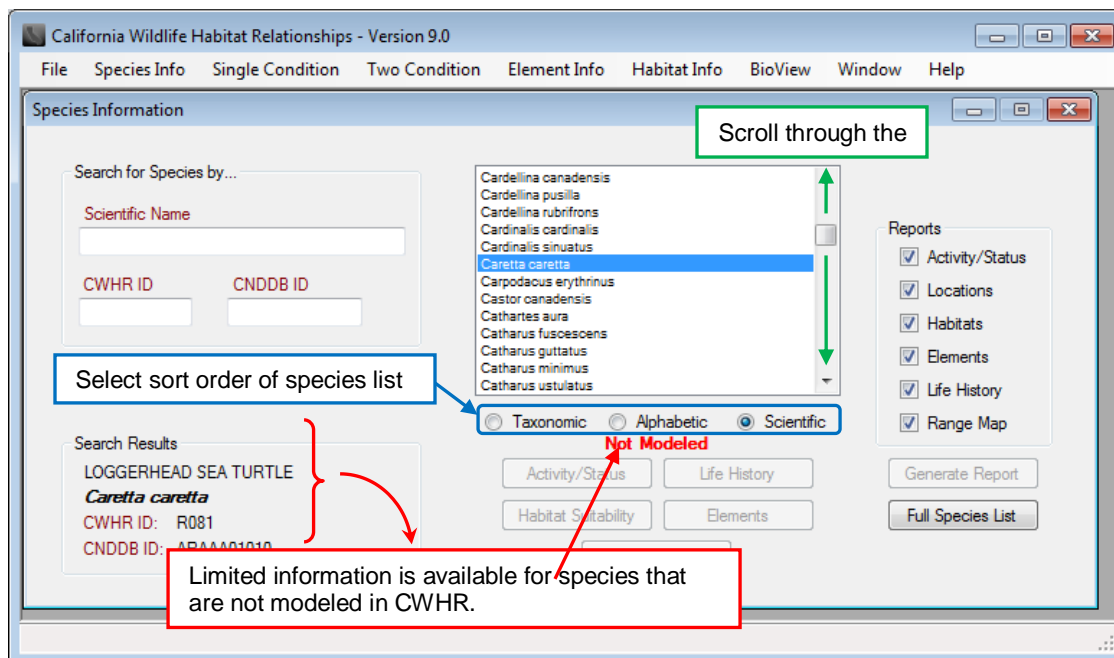 California Wildlife Habitat Relationships - Version 9.0
File Species Info Single Condition Two Condition Element Info Habitat Info BioView Window Help
Species Information
Scroll through the
Search for Species by...
Scientific Name
CWHR ID CNDDB ID
Cardellina canadensis
Cardellina pusilla
Cardellina rubrifrons
Cardinalis cardinalis
Cardinalis sinuatus
Caretta caretta
Carpodacus erythrinus
Castor canadensis
Cathartes aura
Catharus fuscescens
Catharus guttatus
Catharus minimus
Catharus ustulatus
Reports
Activity/Status
Locations
Habitats
Elements
Life History
Range Map
Select sort order of species list
Taxonomic Alphabetic Scientific
Not Modeled
Search Results
LOGGERHEAD SEA TURTLE
Caretta caretta
CWHR ID: R081
CNDDB ID:
Activity/Status Life History
Habitat Suitability Elements
Generate Report
Full Species List
Limited information is available for species that
are not modeled in CWHR.